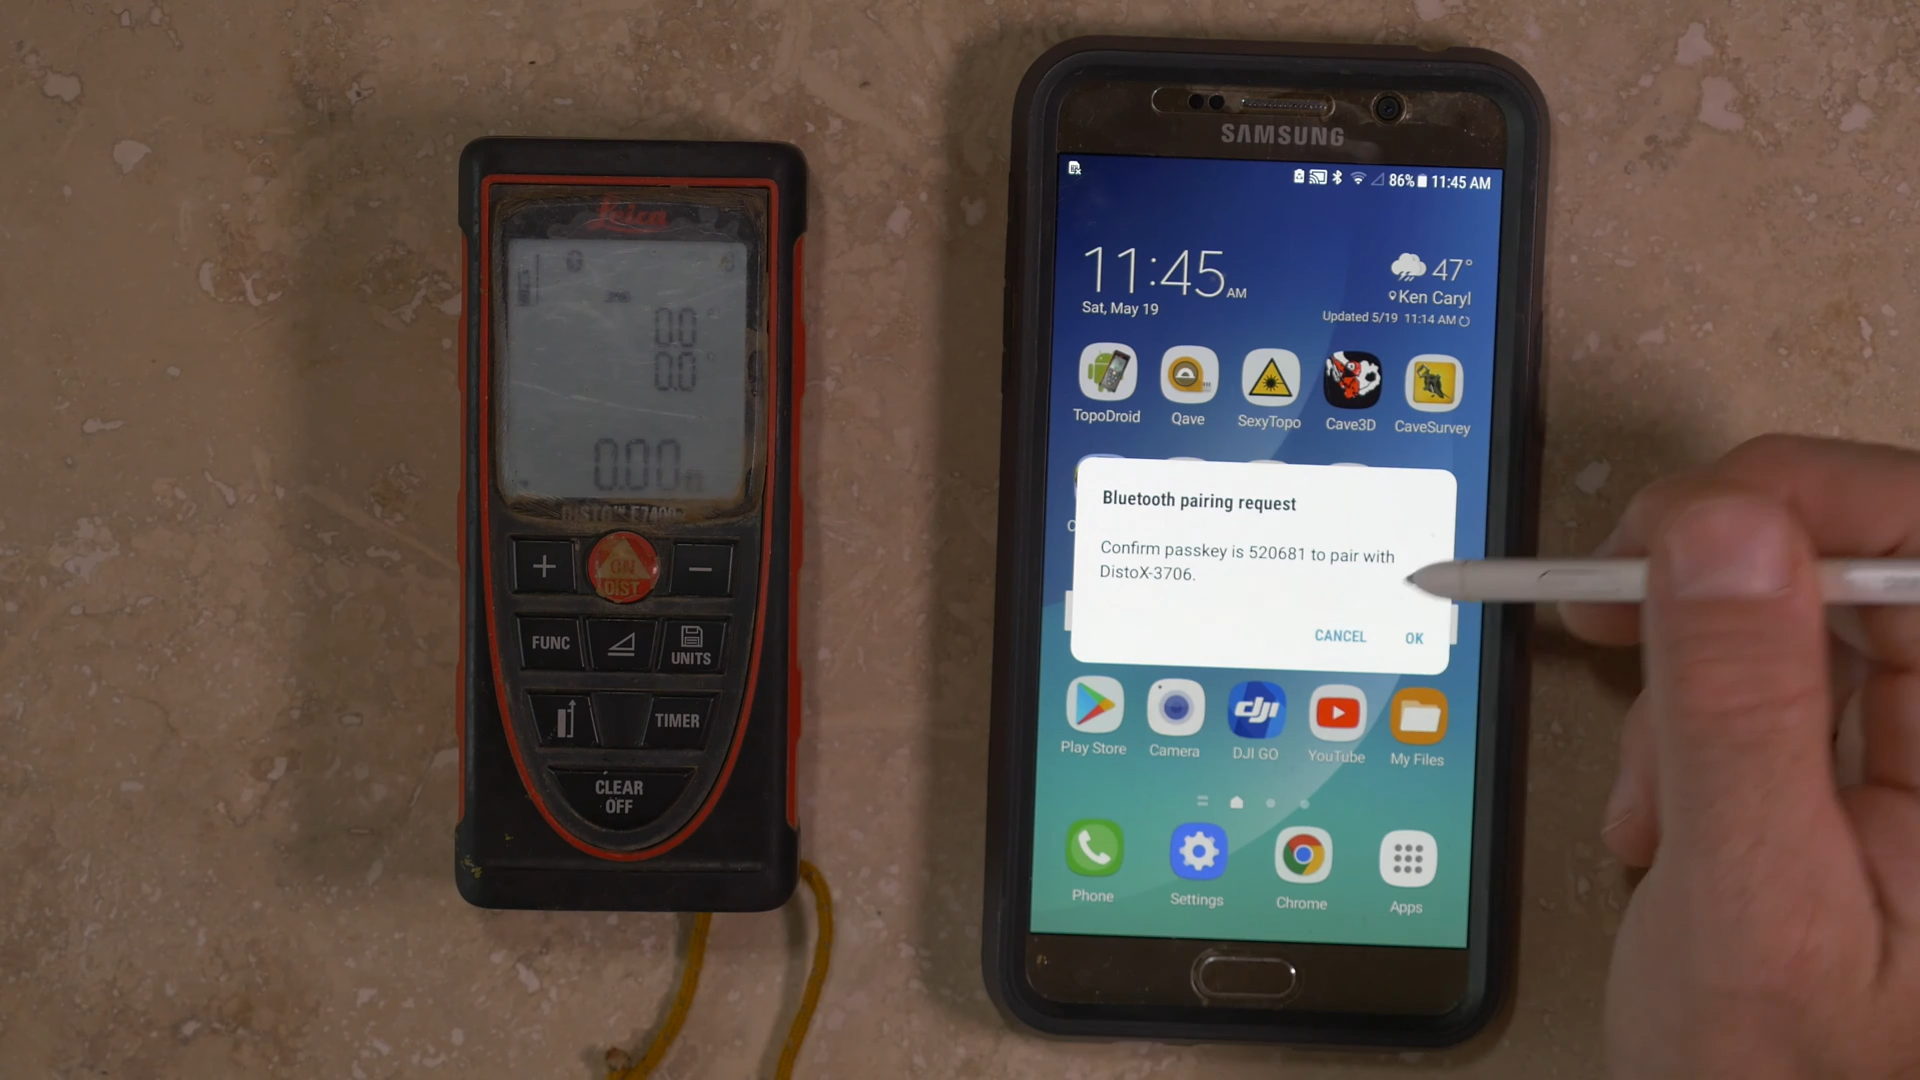 Leica
0.0°
0.0°
0.00
DISTO™ E7400
+
ON
DIST
−
FUNC
UNITS
TIMER
CLEAR
OFF
SAMSUNG
86% 11:45 AM
11:45 AM
Sat, May 19
47°
Ken Caryl
Updated 5/19 11:14 AM
TopoDroid
Qave
SexyTopo
Cave3D
CaveSurvey
Bluetooth pairing request
Confirm passkey is 520681 to pair with
DistoX-3706.
CANCEL
OK
Play Store
Camera
dji
DJI GO
YouTube
My Files
Phone
Settings
Chrome
Apps